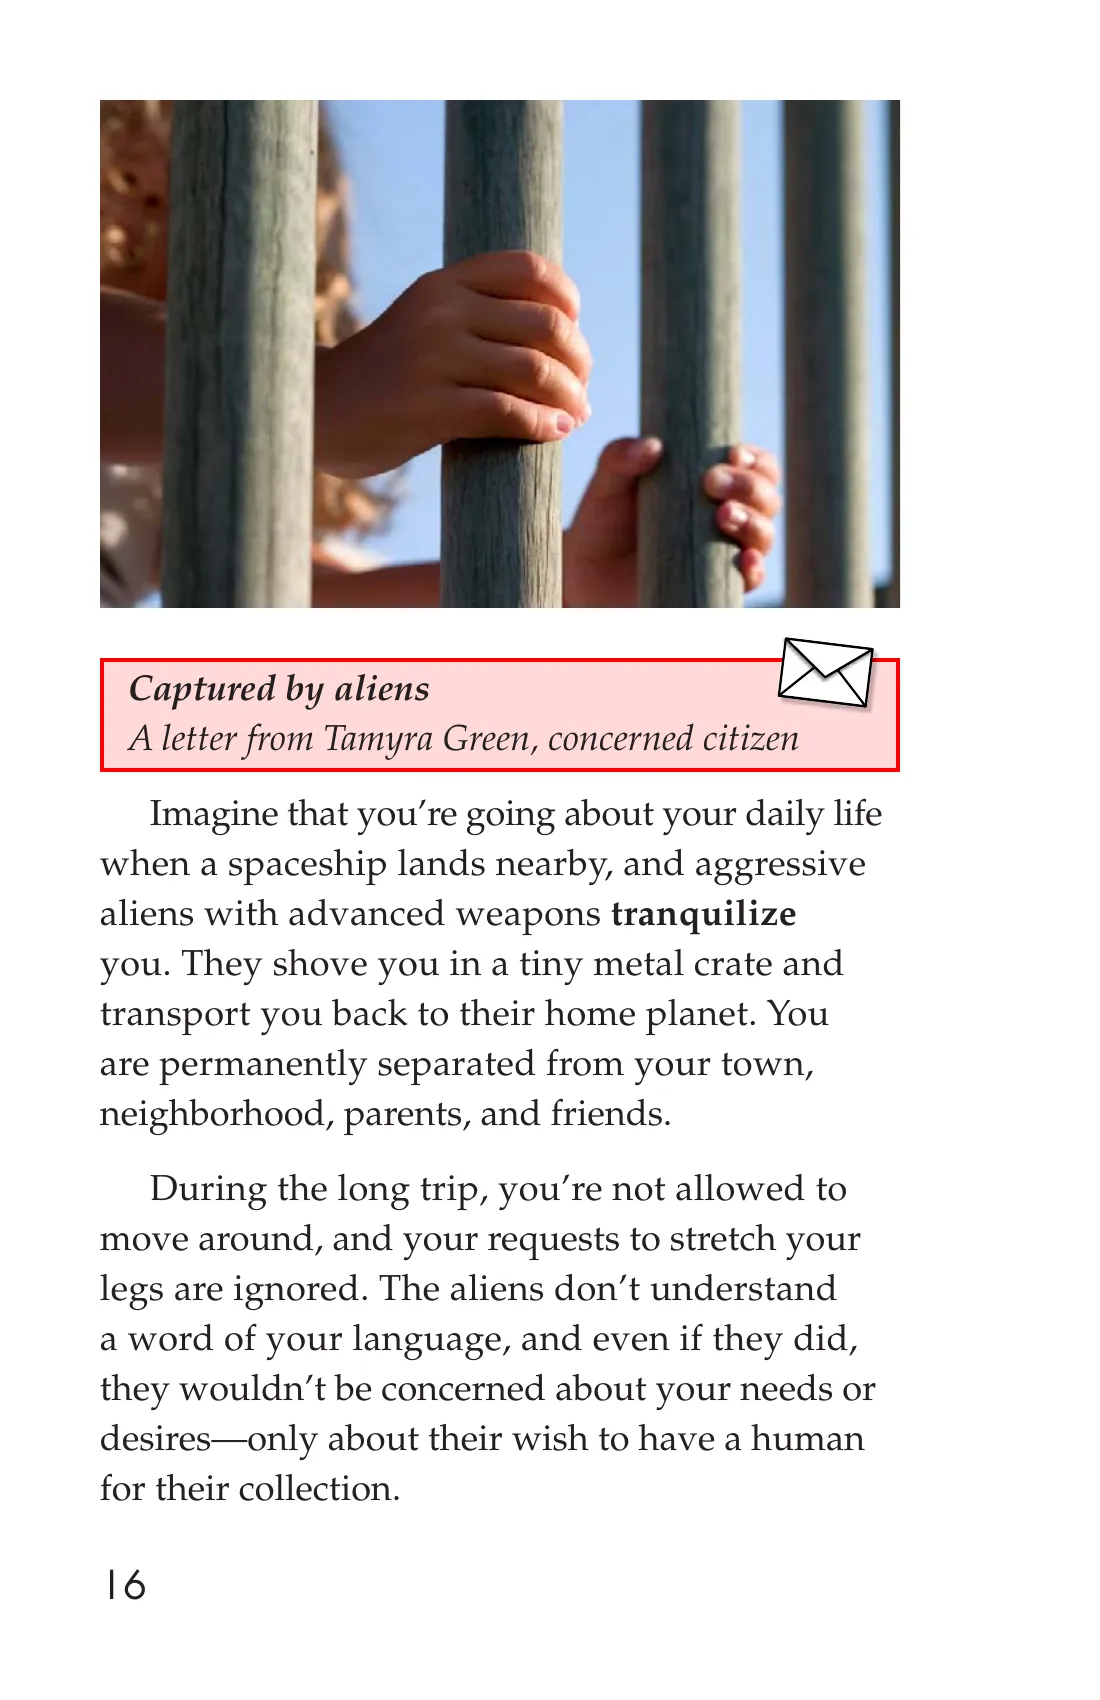 Captured by aliens
A letter from Tamyra Green, concerned citizen
Imagine that you’re going about your daily life
when a spaceship lands nearby, and aggressive
aliens with advanced weapons tranquilize
you. They shove you in a tiny metal crate and
transport you back to their home planet. You
are permanently separated from your town,
neighborhood, parents, and friends.
During the long trip, you’re not allowed to
move around, and your requests to stretch your
legs are ignored. The aliens don’t understand
a word of your language, and even if they did,
they wouldn’t be concerned about your needs or
desires—only about their wish to have a human
for their collection.
16